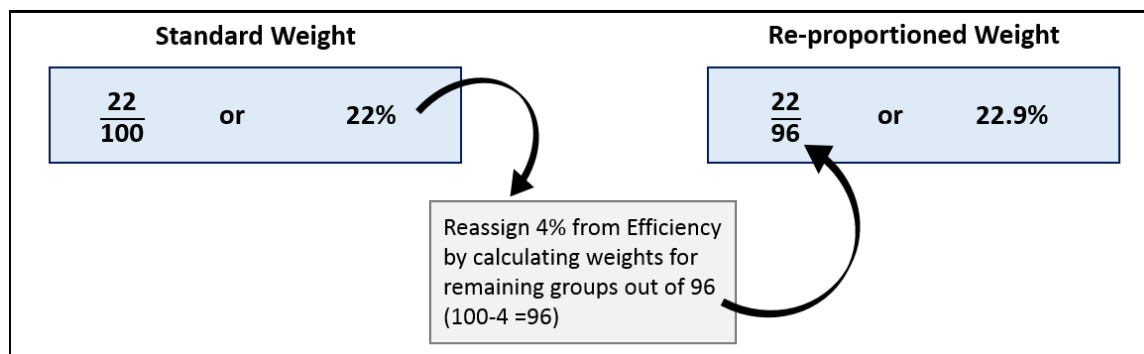 Standard Weight
22
100
or
22%
Reassign 4% from Efficiency
by calculating weights for
remaining groups out of 96
(100-4 =96)
Re-proportioned Weight
22
96
or
22.9%